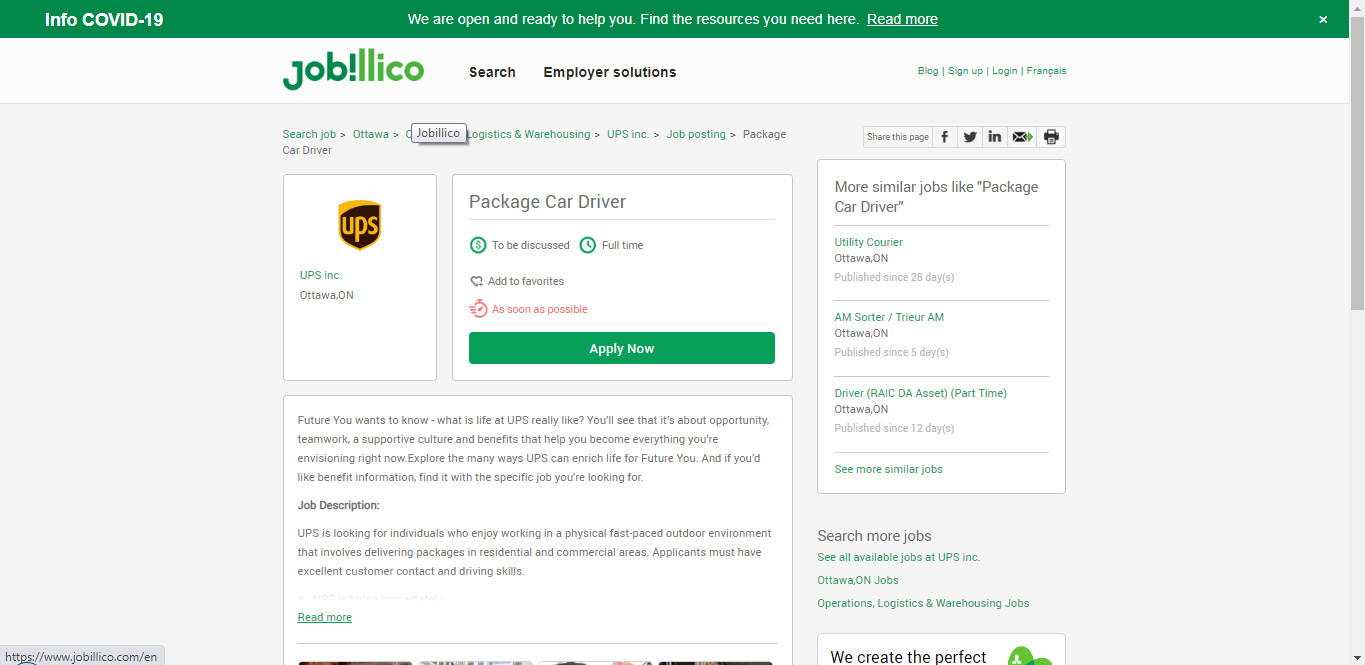 Info COVID-19
We are open and ready to help you. Find the resources you need here. Read more
×
jobillico
Search
Employer solutions
Blog | Sign up | Login | Français
Search job > Ottawa > Logistics & Warehousing > UPS inc. > Job posting > Package
Car Driver
Jobillico
Share this page
ups
UPS inc.
Ottawa,ON
Package Car Driver
To be discussed
Full time
Add to favorites
As soon as possible
Apply Now
More similar jobs like "Package
Car Driver"
Utility Courier
Ottawa,ON
Published since 28 day(s)
AM Sorter / Trieur AM
Ottawa,ON
Published since 5 day(s)
Driver (RAIC DA Asset) (Part Time)
Ottawa,ON
Published since 12 day(s)
See more similar jobs
Future You wants to know - what is life at UPS really like? You'll see that it's about opportunity,
teamwork, a supportive culture and benefits that help you become everything you're
envisioning right now.Explore the many ways UPS can enrich life for Future You. And if you'd
like benefit information, find it with the specific job you're looking for.
Job Description:
UPS is looking for individuals who enjoy working in a physical fast-paced outdoor environment
that involves delivering packages in residential and commercial areas. Applicants must have
excellent customer contact and driving skills.
UPS is hiring immediately
Read more
Search more jobs
See all available jobs at UPS inc.
Ottawa,ON Jobs
Operations, Logistics & Warehousing Jobs
We create the perfect
https://www.jobillico.com/en